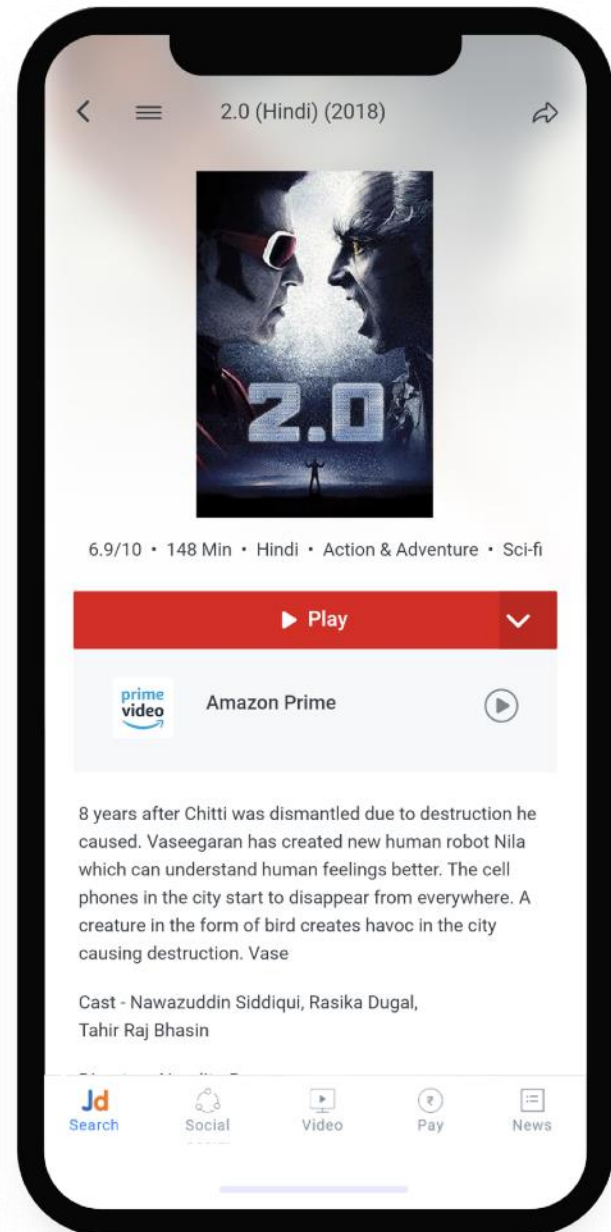 2.0 (Hindi) (2018)
2.0
6.9/10 • 148 Min • Hindi • Action & Adventure • Sci-fi
Play
prime
video
Amazon Prime
8 years after Chitti was dismantled due to destruction he
caused. Vaseegaran has created new human robot Nila
which can understand human feelings better. The cell
phones in the city start to disappear from everywhere. A
creature in the form of bird creates havoc in the city
causing destruction. Vase
Cast - Nawazuddin Siddiqui, Rasika Dugal,
Tahir Raj Bhasin
Jd
Search
Social
Video
₹
Pay
News